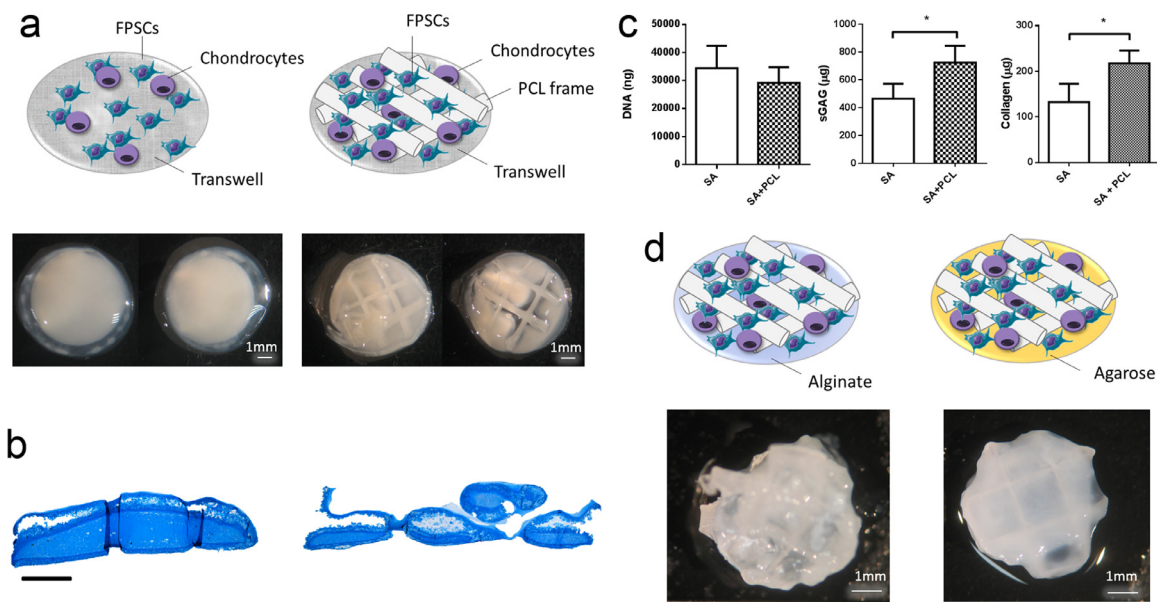 a
FPSCs
Chondrocytes
Transwell
FPSCs
Chondrocytes
PCL frame
Transwell
1mm
1mm
1mm
1mm
b
c
DNA (ng)
50000
40000
30000
20000
10000
0
SA
SA+PCL
sGAG (µg)
1000
800
600
400
200
0
*
SA
SA+PCL
Collagen (µg)
300
200
100
0
*
SA
SA + PCL
d
Alginate
Agarose
1mm
1mm